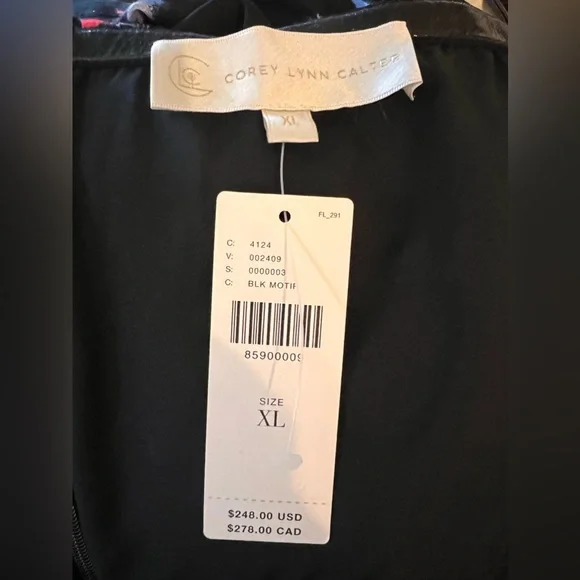 CLC
COREY LYNN CALTER
XL
FL_291
C: 4124
V: 002409
S: 0000003
C: BLK MOTIF
85900009
SIZE
XL
$248.00 USD
$278.00 CAD